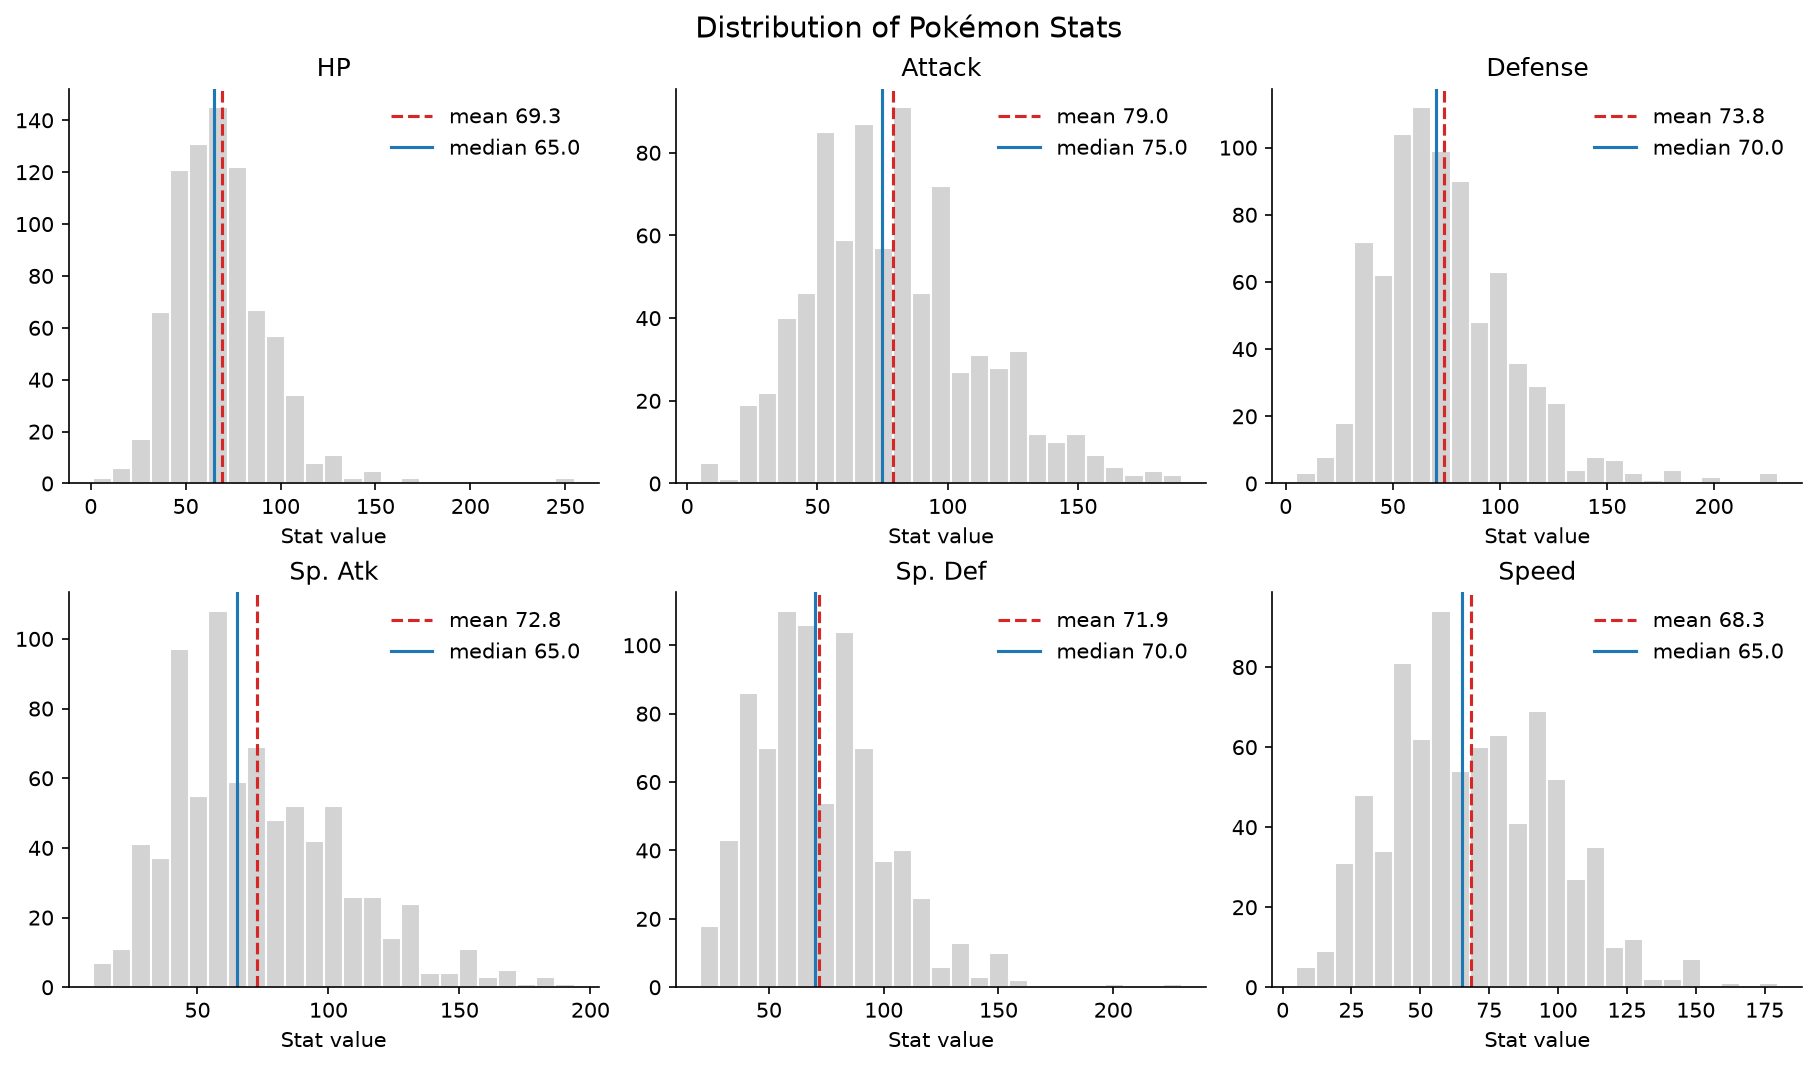 Distribution of Pokémon Stats
HP
140
120
100
80
60
40
20
0
mean 69.3
median 65.0
0 50 100 150 200 250
Stat value
Attack
80
60
40
20
0
mean 79.0
median 75.0
0 50 100 150
Stat value
Defense
100
80
60
40
20
0
mean 73.8
median 70.0
0 50 100 150 200
Stat value
Sp. Atk
100
80
60
40
20
0
mean 72.8
median 65.0
50 100 150 200
Stat value
Sp. Def
100
80
60
40
20
0
mean 71.9
median 70.0
50 100 150 200
Stat value
Speed
80
60
40
20
0
mean 68.3
median 65.0
0 25 50 75 100 125 150 175
Stat value